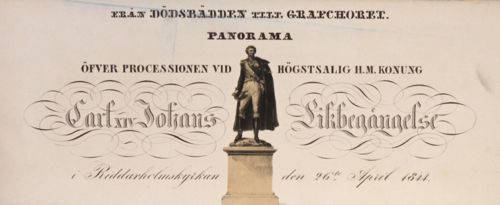 FRÅN DÖDSBÄDDEN TILL GRAFCHORET.
PANORAMA
ÖFVER PROCESSIONEN VID HÖGSTSALIG H.M. KONUNG
Carl XIV Johans Likbegängelse
i Riddarholmskyrkan den 26te April 1844.